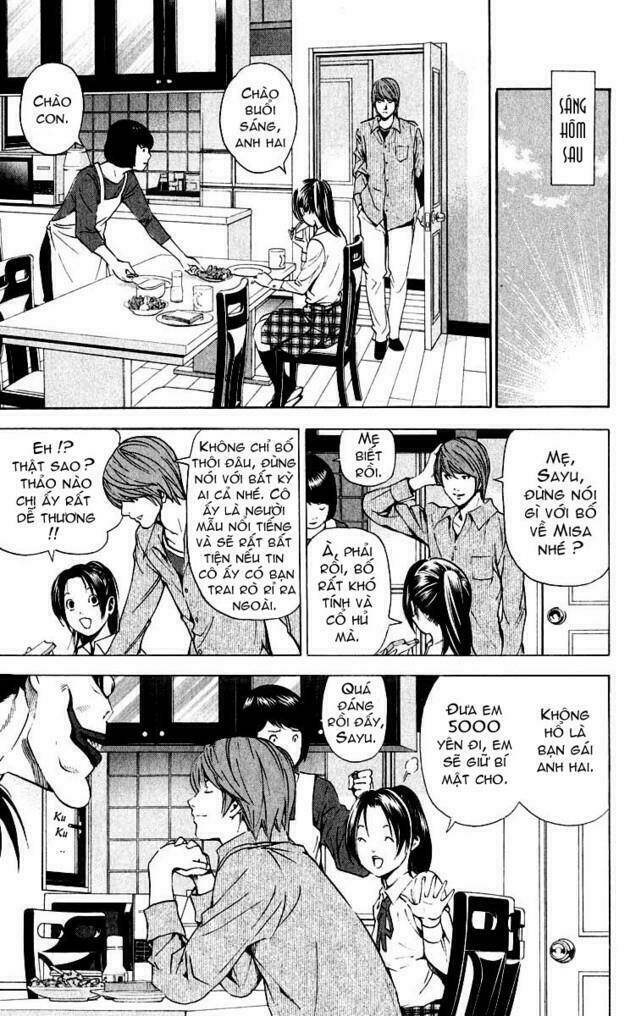 SÁNG
HÔM
SAU
CHÀO
BUỔI
SÁNG,
ANH HAI
CHÀO
CON.
MẸ,
SAYU,
ĐỪNG NÓI
GÌ VỚI BỐ
VỀ MISA
NHÉ ?
MẸ
BIẾT
RỒI.
À, PHẢI
RỒI, BỐ
RẤT KHÓ
TÍNH VÀ
CỔ HỦ
MÀ.
KHÔNG CHỈ BỐ
THÔI ĐÂU, ĐỪNG
NÓI VỚI BẤT KỲ
AI CẢ NHÉ. CÔ
ẤY LÀ NGƯỜI
MẪU NỔI TIẾNG
VÀ SẼ RẤT BẤT
TIỆN NẾU TIN
CÔ ẤY CÓ BẠN
TRAI RÒ RỈ RA
NGOÀI.
EH !?
THẬT SAO ?
THẢO NÀO
CHỊ ẤY RẤT
DỄ THƯƠNG
!!
KHÔNG
HỔ LÀ
BẠN GÁI
ANH HAI.
ĐƯA EM
5000
YÊN ĐI, EM
SẼ GIỮ BÍ
MẬT CHO.
QUÁ
ĐÁNG
RỒI ĐẤY,
SAYU.
KU
KU
...